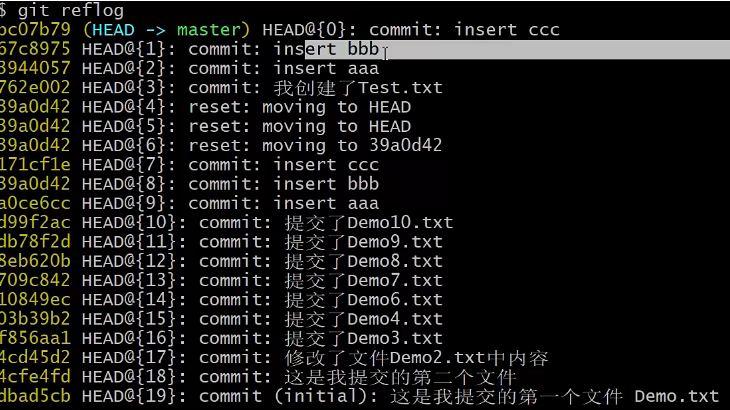 $ git reflog
bc07b79 (HEAD -> master) HEAD@{0}: commit: insert ccc
67c8975 HEAD@{1}: commit: insert bbb
3944057 HEAD@{2}: commit: insert aaa
762e002 HEAD@{3}: commit: 我创建了Test.txt
39a0d42 HEAD@{4}: reset: moving to HEAD
39a0d42 HEAD@{5}: reset: moving to HEAD
39a0d42 HEAD@{6}: reset: moving to 39a0d42
171cf1e HEAD@{7}: commit: insert ccc
39a0d42 HEAD@{8}: commit: insert bbb
a0ce6cc HEAD@{9}: commit: insert aaa
d99f2ac HEAD@{10}: commit: 提交了Demo10.txt
db78f2d HEAD@{11}: commit: 提交了Demo9.txt
8eb620b HEAD@{12}: commit: 提交了Demo8.txt
709c842 HEAD@{13}: commit: 提交了Demo7.txt
10849ec HEAD@{14}: commit: 提交了Demo6.txt
03b39b2 HEAD@{15}: commit: 提交了Demo4.txt
f856aa1 HEAD@{16}: commit: 提交了Demo3.txt
4cd45d2 HEAD@{17}: commit: 修改了文件Demo2.txt中内容
4cfe4fd HEAD@{18}: commit: 这是我提交的第二个文件
dbad5cb HEAD@{19}: commit (initial): 这是我提交的第一个文件 Demo.txt